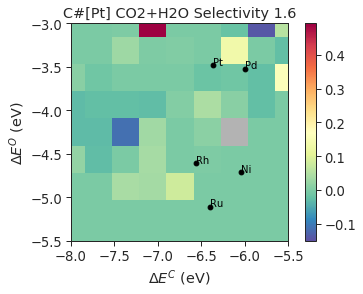 C#[Pt] CO2+H2O Selectivity 1.6
−3.0
−3.5
−4.0
−4.5
−5.0
−5.5
ΔE^O (eV)
Pt
Pd
Rh
Ni
Ru
−8.0 −7.5 −7.0 −6.5 −6.0 −5.5
ΔE^C (eV)
0.4
0.3
0.2
0.1
0.0
−0.1